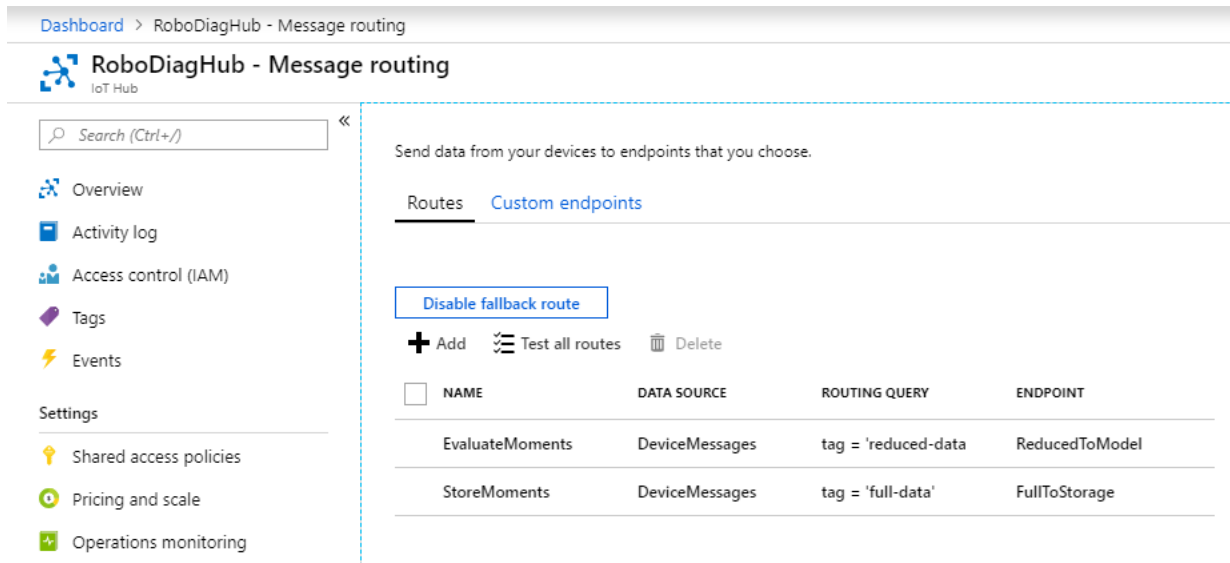 Dashboard > RoboDiagHub - Message routing
RoboDiagHub - Message routing
IoT Hub
Search (Ctrl+/)
«
Overview
Activity log
Access control (IAM)
Tags
Events
Settings
Shared access policies
Pricing and scale
Operations monitoring
Send data from your devices to endpoints that you choose.
Routes Custom endpoints
Disable fallback route
Add Test all routes Delete
NAME DATA SOURCE ROUTING QUERY ENDPOINT
EvaluateMoments DeviceMessages tag = 'reduced-data ReducedToModel
StoreMoments DeviceMessages tag = 'full-data' FullToStorage